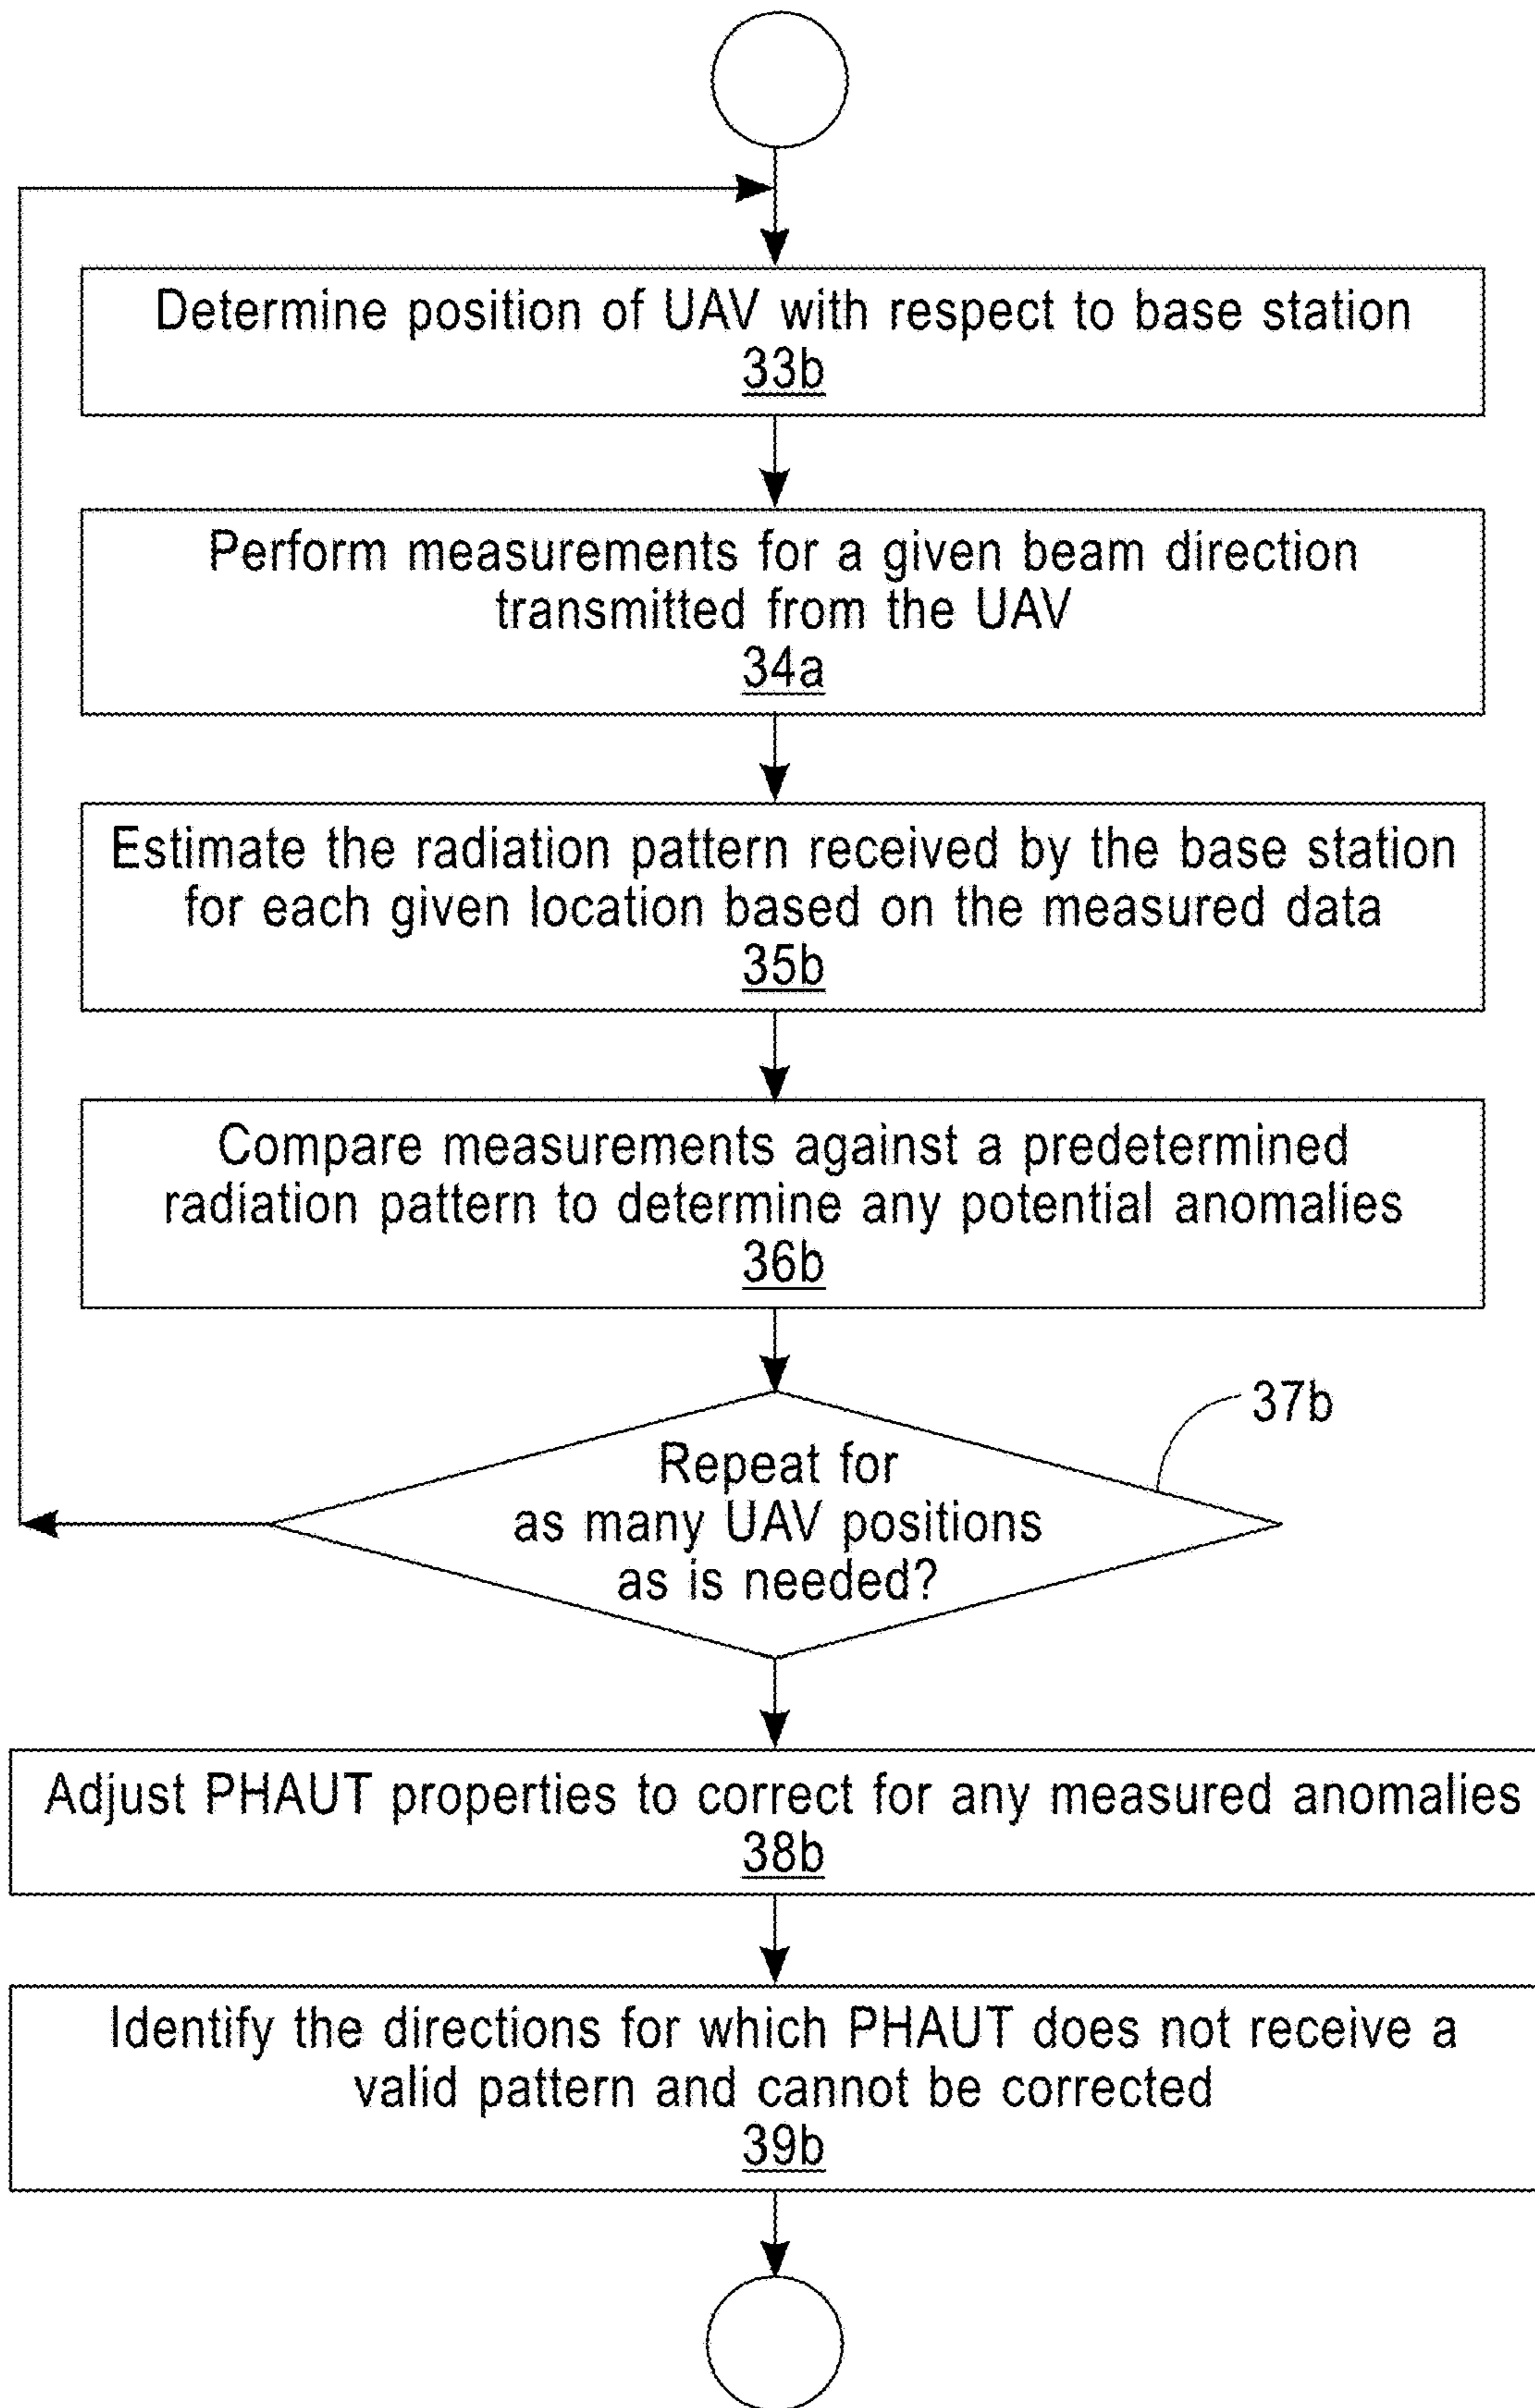 Determine position of UAV with respect to base station
33b
Perform measurements for a given beam direction
transmitted from the UAV
34a
Estimate the radiation pattern received by the base station
for each given location based on the measured data
35b
Compare measurements against a predetermined
radiation pattern to determine any potential anomalies
36b
37b
Repeat for
as many UAV positions
as is needed?
Adjust PHAUT properties to correct for any measured anomalies
38b
Identify the directions for which PHAUT does not receive a
valid pattern and cannot be corrected
39b